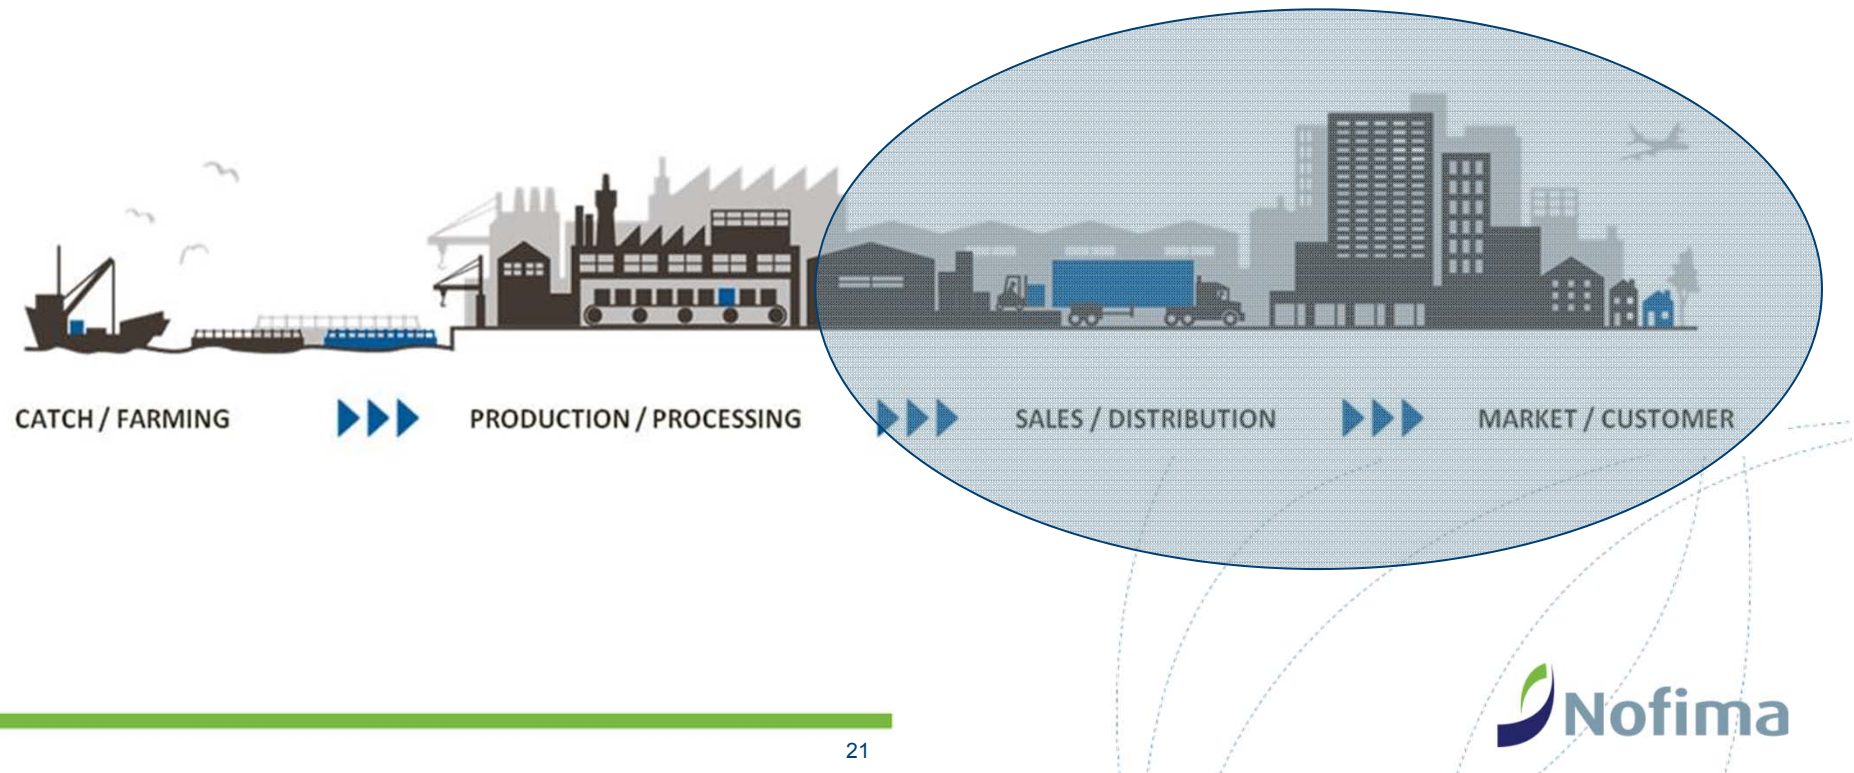 CATCH / FARMING PRODUCTION / PROCESSING SALES / DISTRIBUTION MARKET / CUSTOMER
Nofima
21